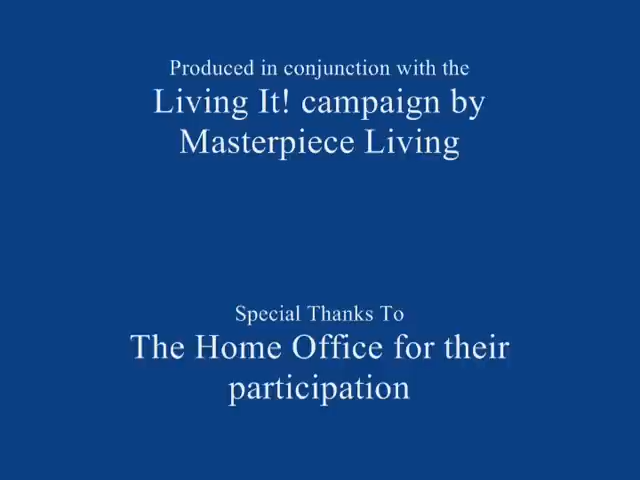 Produced in conjunction with the
Living It! campaign by
Masterpiece Living
Special Thanks To
The Home Office for their
participation